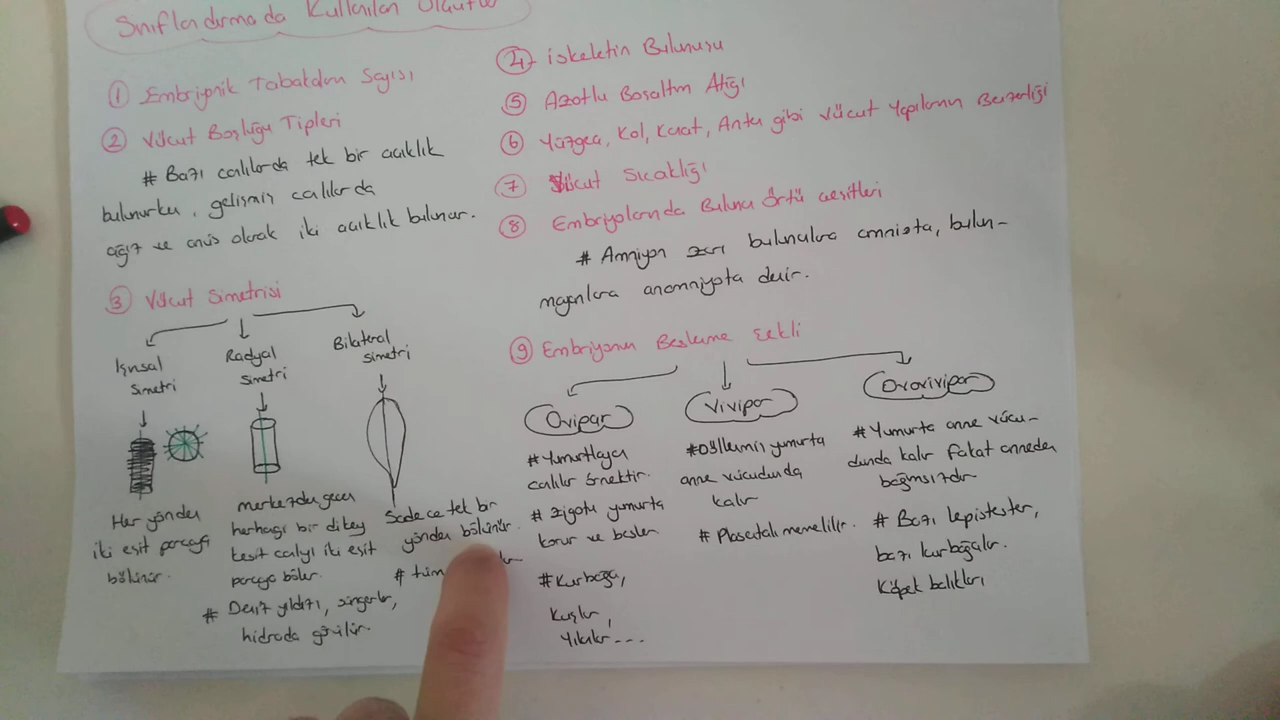 Sınıflandırmada Kullanılan
① Embriyonik Tabakaların Sayısı
② Vücut Boşluğu Tipleri
# Bazı canlılarda tek bir açıklık
bulunurken, gelişmiş canlılarda
ağız ve anüs olarak iki açıklık bulunur.
③ Vücut Simetrisi
Işınsal
Simetri
Her yönden
iki eşit parçaya
bölünür.
Radyal
Simetri
merkezden geçen
herhangi bir dikey
kesit canlıyı iki eşit
parçaya böler.
# Deniz yıldızı, süngerler,
hidrada görülür.
Bilateral
Simetri
Sadece tek bir
yönden bölünür.
# tüm
④ iskeletin Bulunuşu
⑤ Azotlu Boşaltım Atığı
⑥ Yüzgeç, Kol, Kanat, Anten gibi Vücut Yapılarının Benzerliği
⑦ Vücut Sıcaklığı
⑧ Embriyolarında Bulunan Örtü çeşitleri
# Amniyon zarı bulunanlara amniota, bulun-
mayanlara anamniyota denir.
⑨ Embriyonun Beslenme Şekli
Ovipar
# Yumurtlayan
canlılar örnektir.
# Zigotu yumurta
korur ve besler.
# Kurbağa,
Kuşlar,
Yılanlar...
Vivipar
# Döllenmiş yumurta
anne vücudunda
kalır
# Plasentalı memeliler.
Ovovivipar
# Yumurta anne vücu-
dunda kalır fakat anneden
bağımsızdır
# Bazı lepistesler,
bazı kurbağalar.
Köpek balıkları